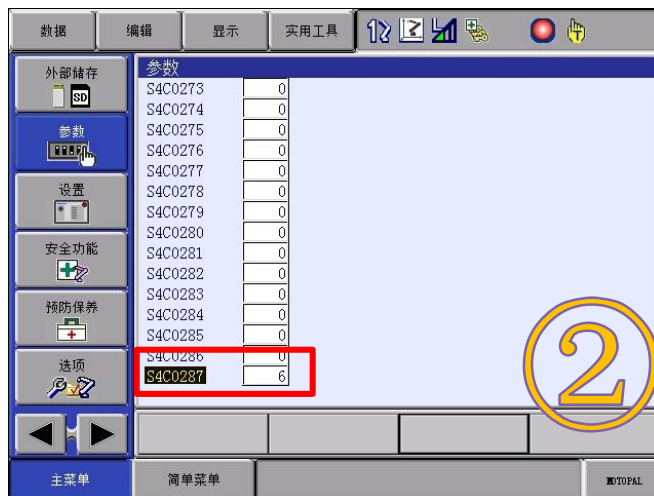 数据 编辑 显示 实用工具
外部储存
SD
参数
设置
安全功能
预防保养
选项
参数
S4C0273 0
S4C0274 0
S4C0275 0
S4C0276 0
S4C0277 0
S4C0278 0
S4C0279 0
S4C0280 0
S4C0281 0
S4C0282 0
S4C0283 0
S4C0284 0
S4C0285 0
S4C0286 0
S4C0287 6
②
主菜单 简单菜单 MOTOPAL